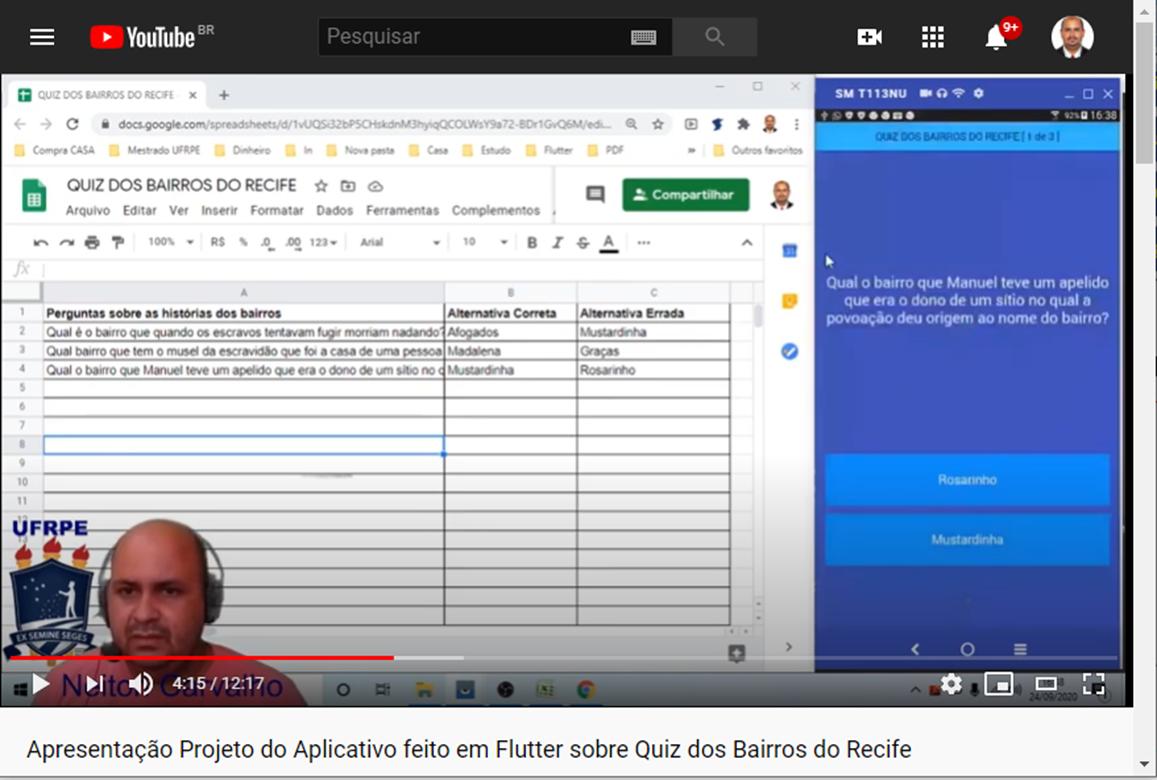 YouTube BR
Pesquisar
9+
QUIZ DOS BAIRROS DO RECIFE
SM T113NU
92% 16:38
docs.google.com/spreadsheets/d/
Compra CASA Mestrado UFRPE Dinheiro In Nova pasta Casa Estudo Flutter PDF » Outros favoritos
QUIZ DOS BAIRROS DO RECIFE [ 1 de 3 ]
QUIZ DOS BAIRROS DO RECIFE
Compartilhar
Arquivo Editar Ver Inserir Formatar Dados Ferramentas Complementos
100% R$ % .0 .00 123 Arial 10 B I S A ...
fx
A B C
1 Perguntas sobre as histórias dos bairros Alternativa Correta Alternativa Errada
2 Qual é o bairro que quando os escravos tentavam fugir morriam nadando? Afogados Mustardinha
3 Qual bairro que tem o museI da escravidão que foi a casa de uma pessoa Madalena Graças
4 Qual o bairro que Manuel teve um apelido que era o dono de um sítio no q Mustardinha Rosarinho
5
6
7
8
9
10
11
Qual o bairro que Manuel teve um apelido
que era o dono de um sítio no qual a
povoação deu origem ao nome do bairro?
Rosarinho
Mustardinha
UFRPE
EX SEMINE SEGES
Neiton Carvalho
4:15 / 12:17
24/09/2020
Apresentação Projeto do Aplicativo feito em Flutter sobre Quiz dos Bairros do Recife